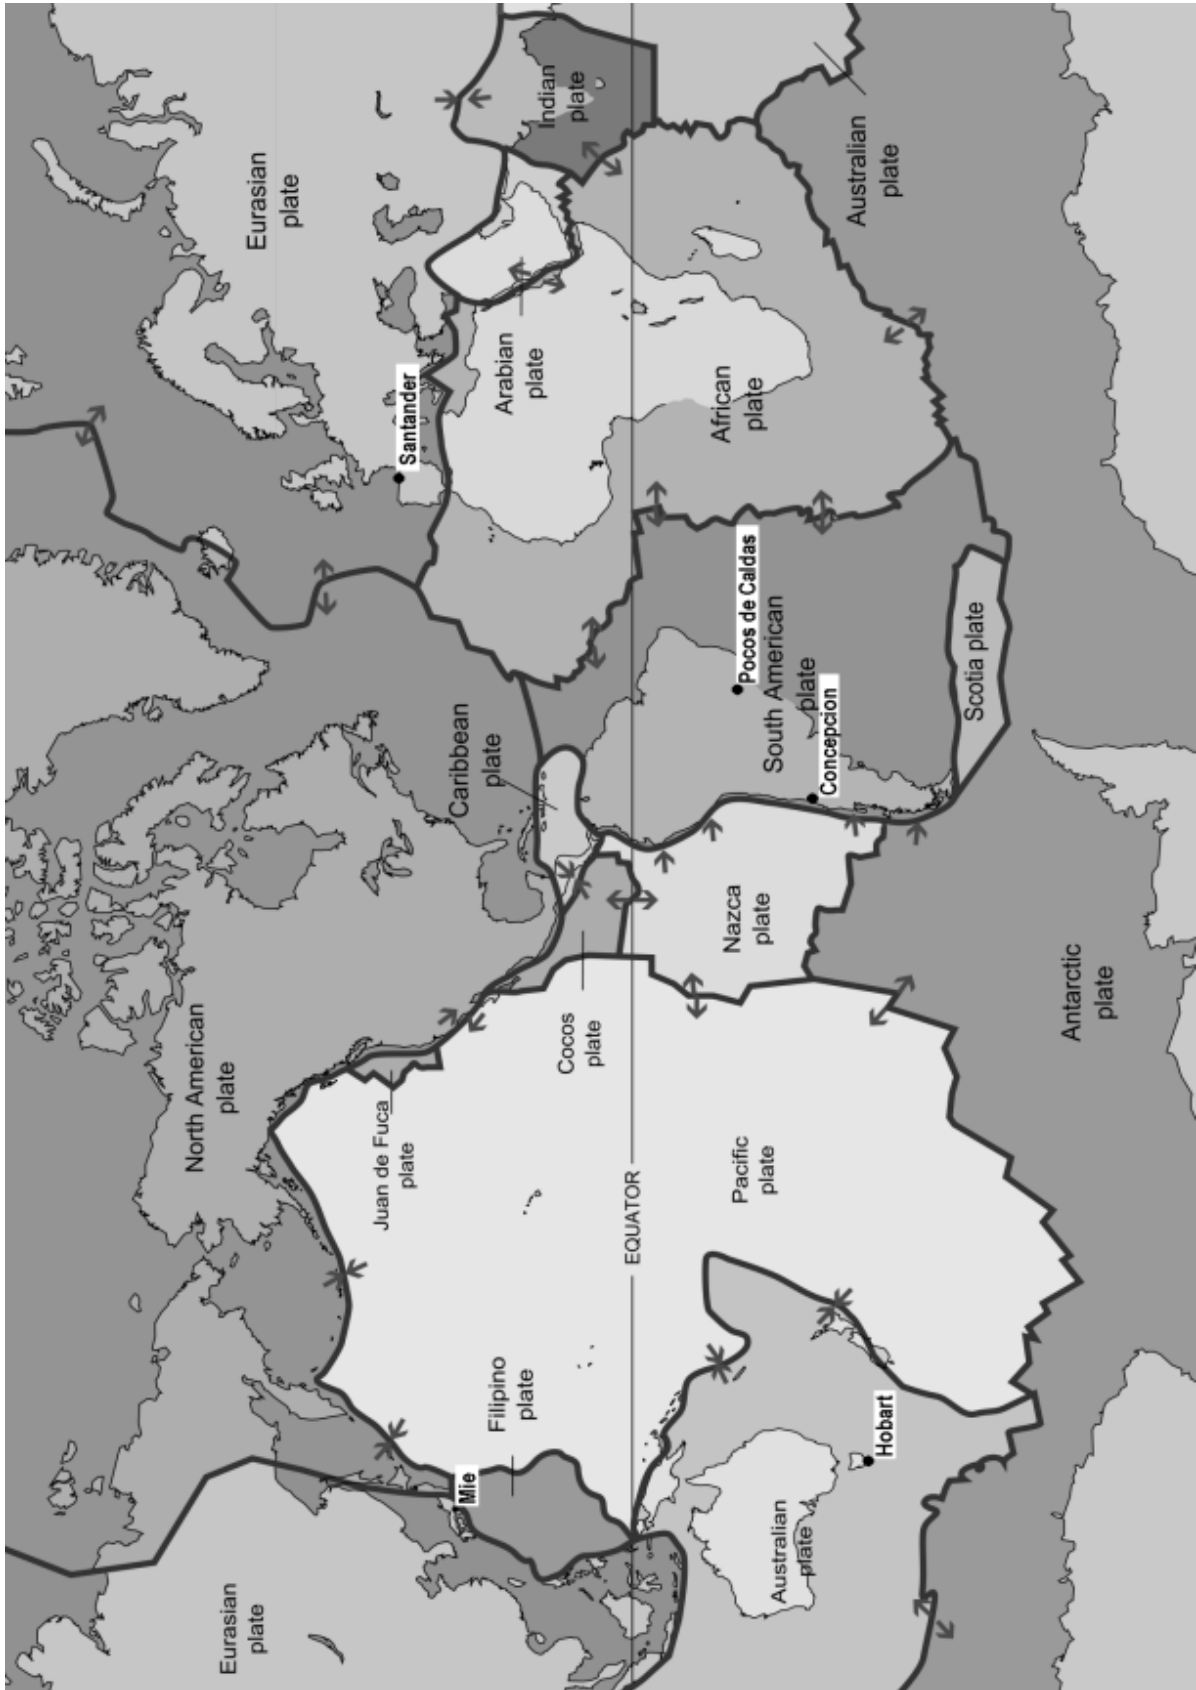 Eurasian
plate
North American
plate
Eurasian
plate
Juan de Fuca
plate
Caribbean
plate
Santander
Mie
Filipino
plate
Cocos
plate
Arabian
plate
Indian
plate
EQUATOR
Pacific
plate
Nazca
plate
Pocos de Caldas
South American
plate
African
plate
Australian
plate
Hobart
Concepcion
Australian
plate
Scotia plate
Antarctic
plate